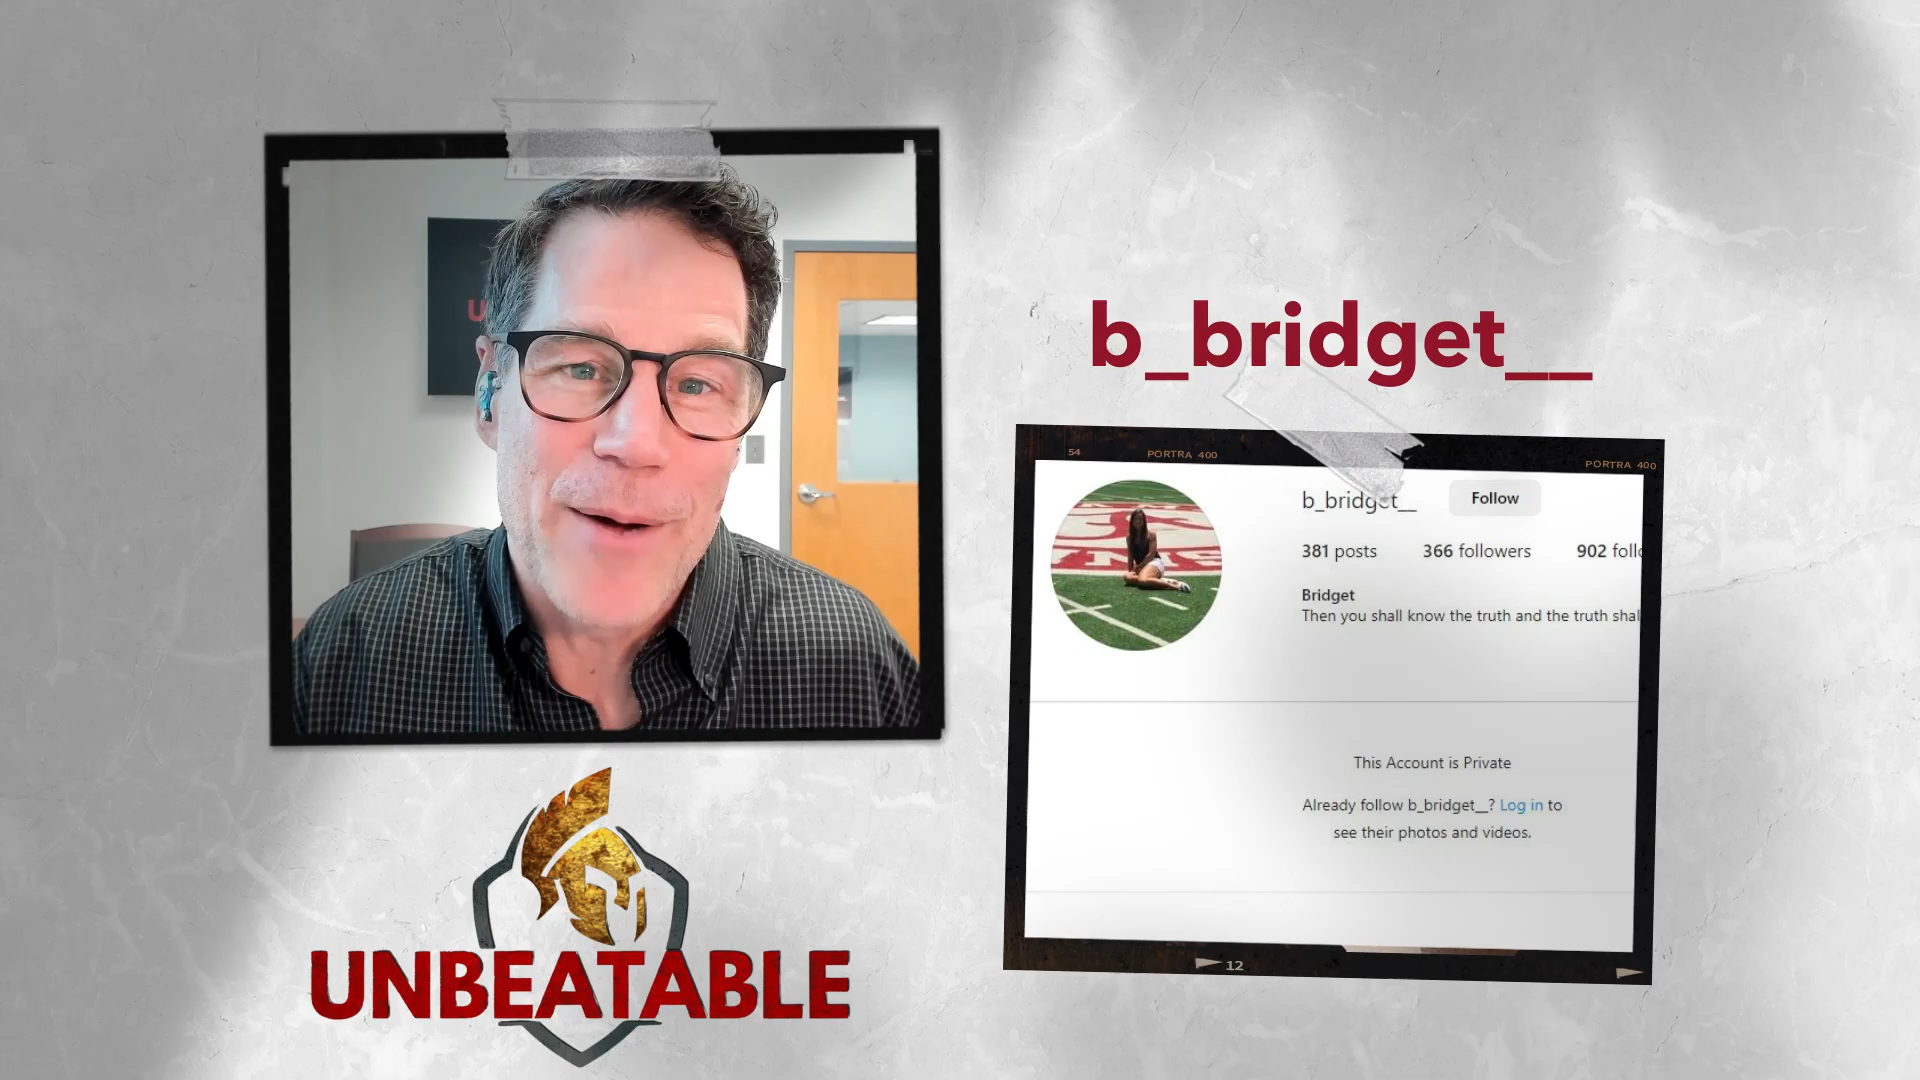 U
b_bridget__
54 PORTRA 400 PORTRA 400
b_bridget__ Follow
381 posts 366 followers 902 follo
Bridget
Then you shall know the truth and the truth shal
This Account is Private
Already follow b_bridget__? Log in to
see their photos and videos.
12
UNBEATABLE